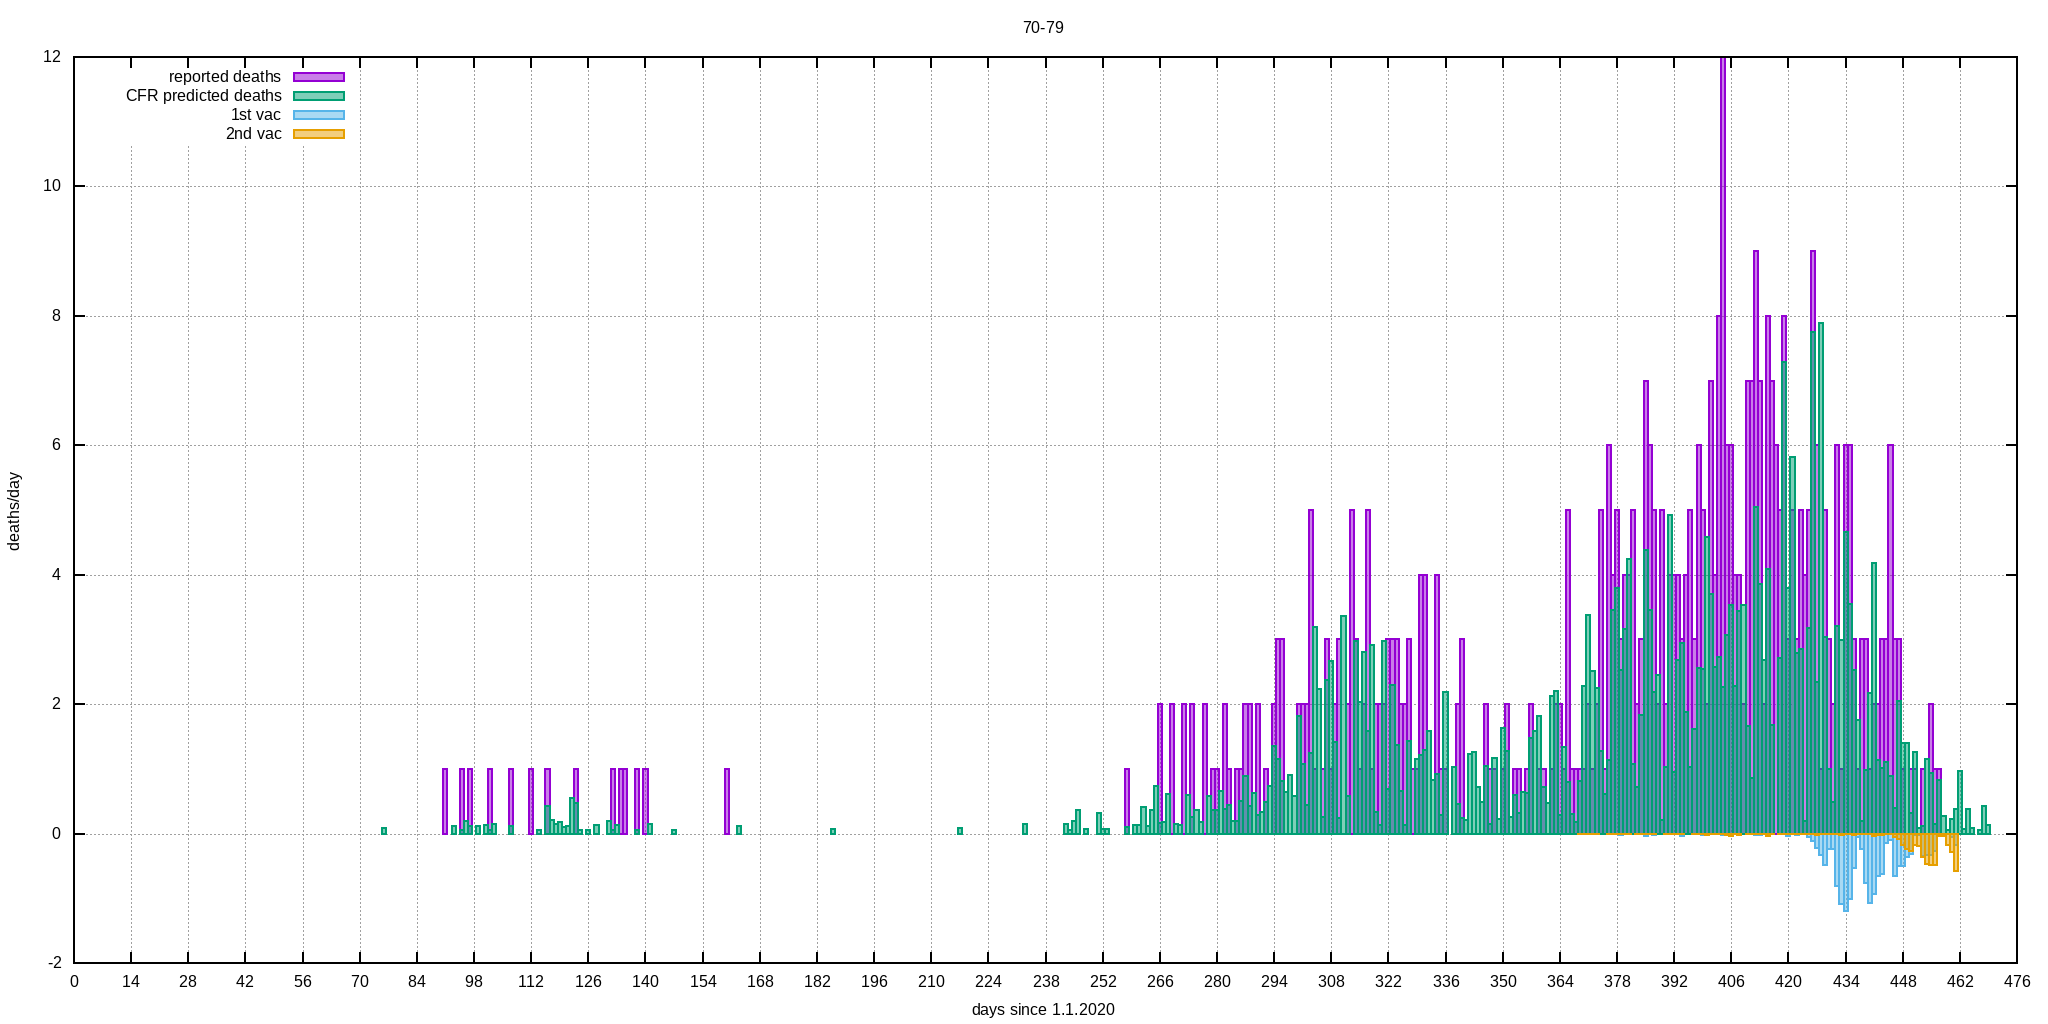 70-79
reported deaths
CFR predicted deaths
1st vac
2nd vac
12
10
8
6
4
2
0
-2
deaths/day
0 14 28 42 56 70 84 98 112 126 140 154 168 182 196 210 224 238 252 266 280 294 308 322 336 350 364 378 392 406 420 434 448 462 476
days since 1.1.2020